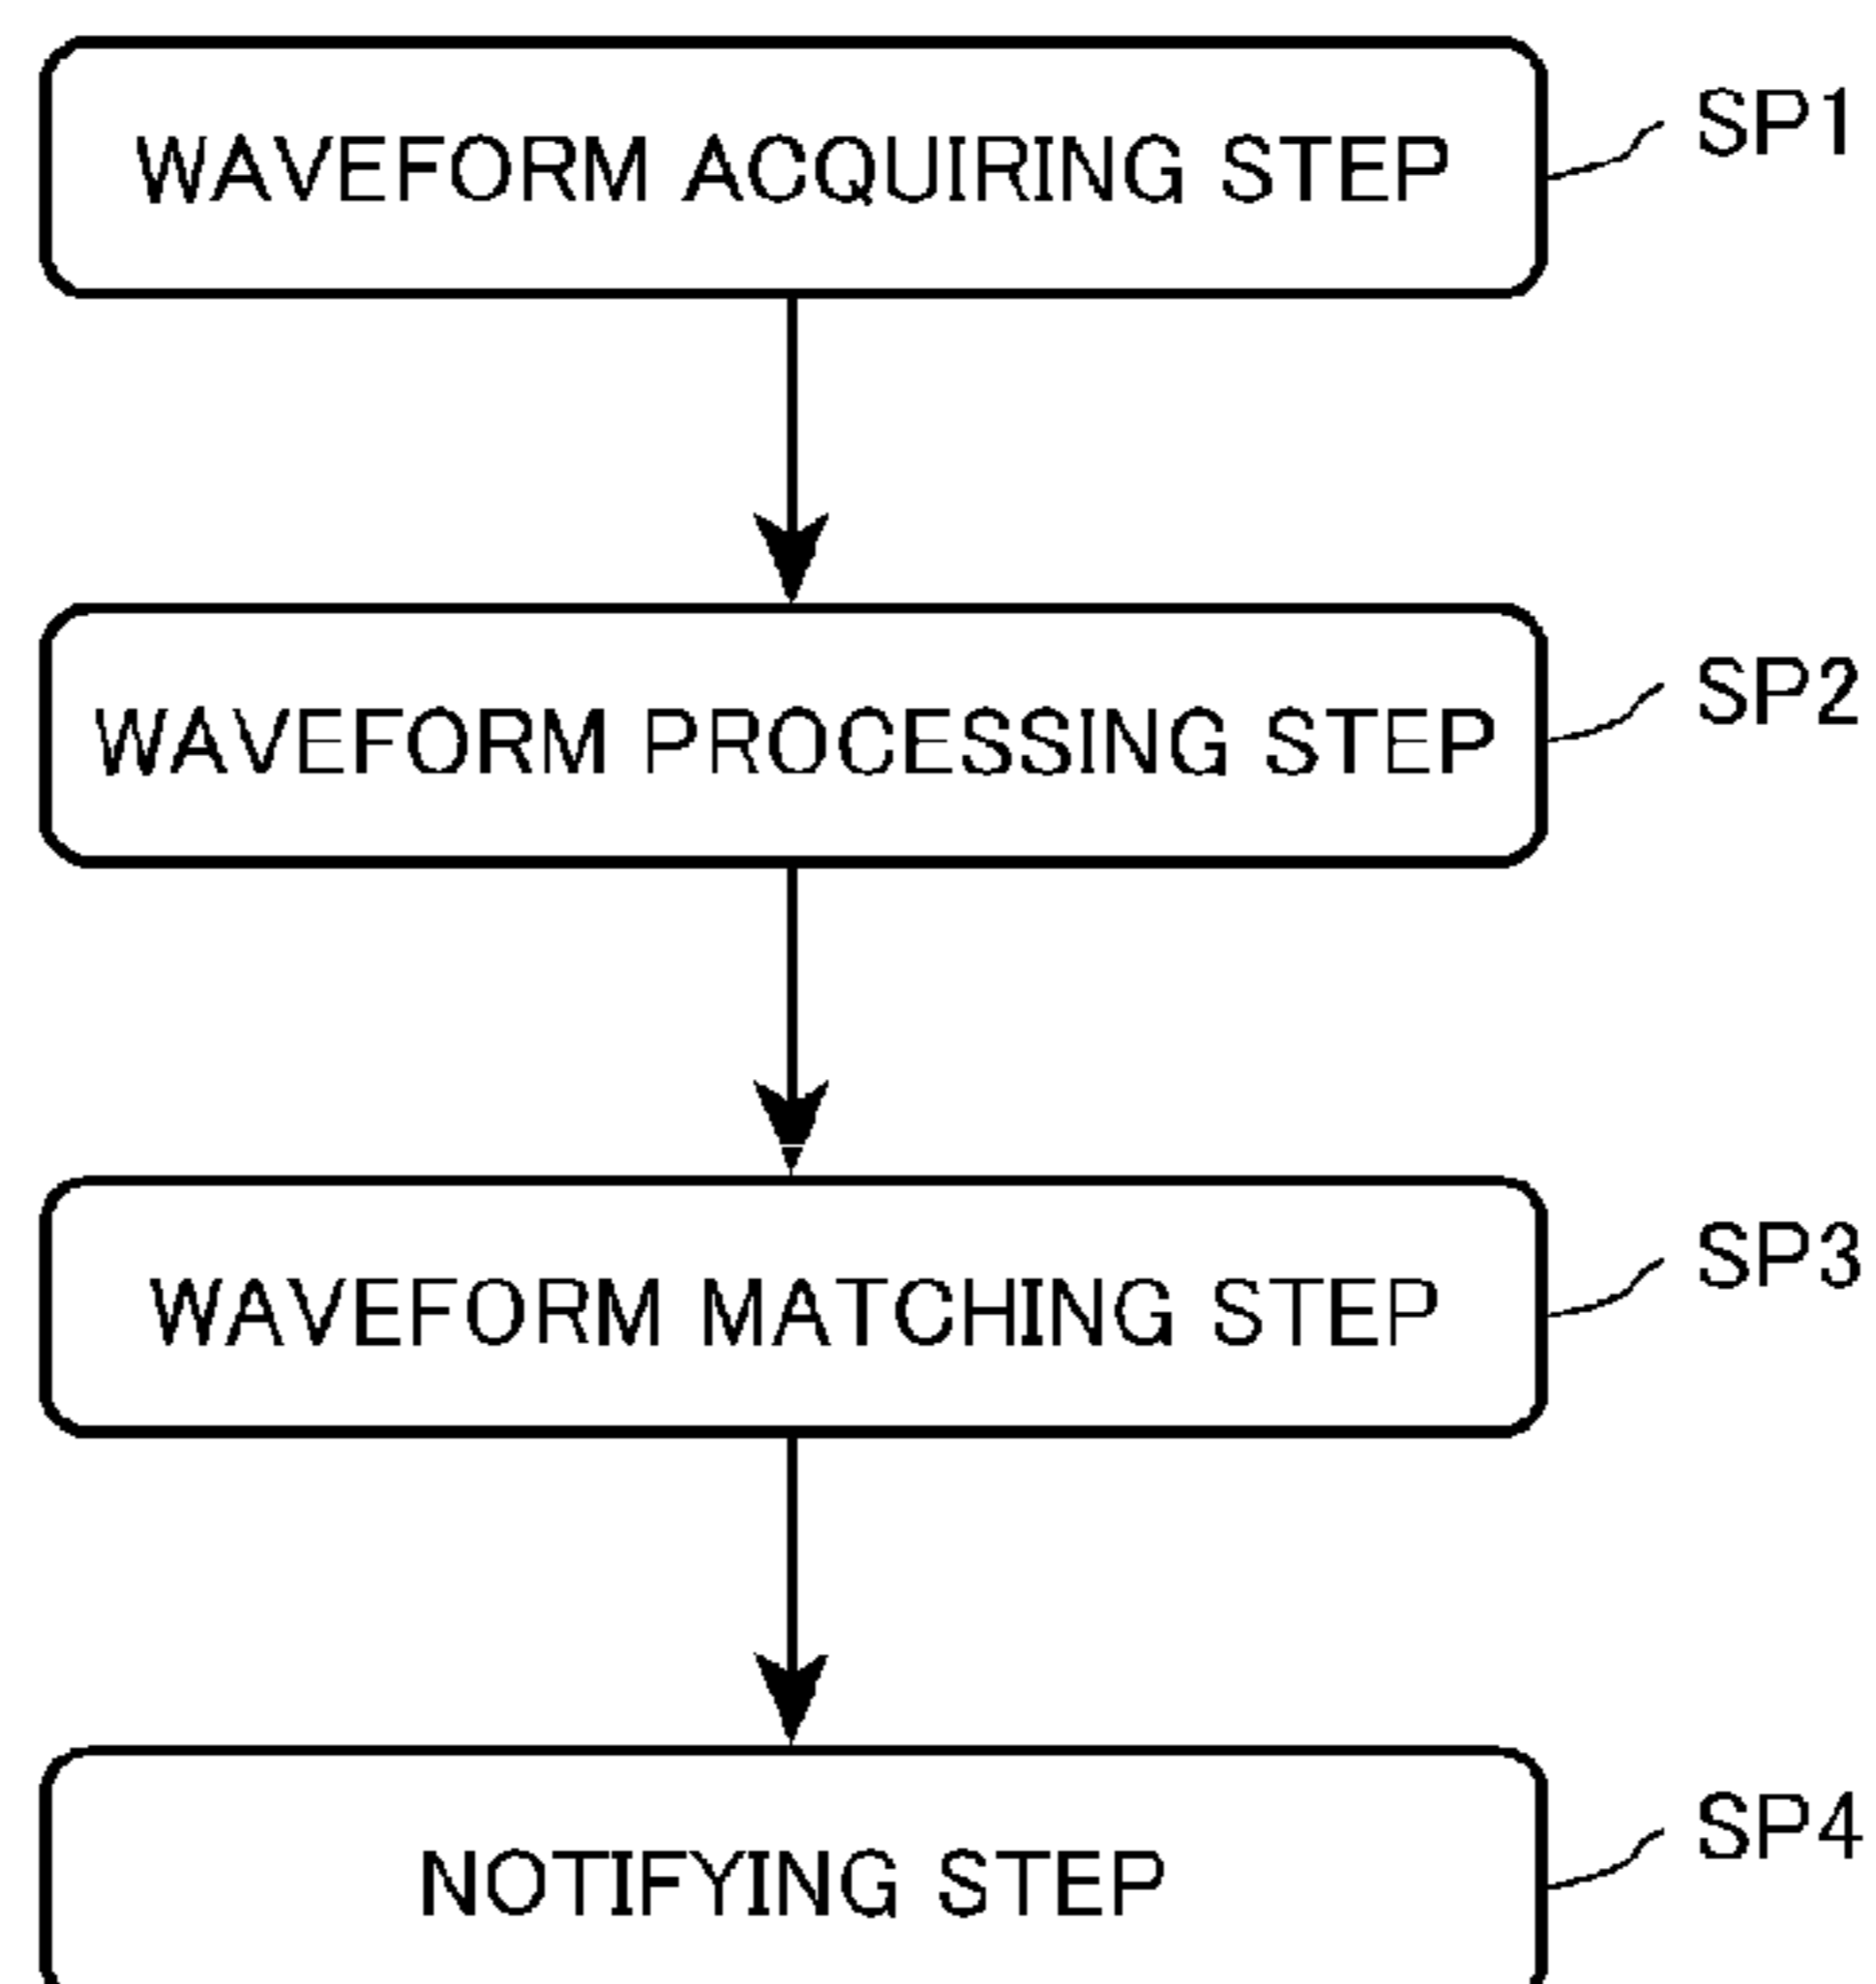 WAVEFORM ACQUIRING STEP
SP1
WAVEFORM PROCESSING STEP
SP2
WAVEFORM MATCHING STEP
SP3
NOTIFYING STEP
SP4